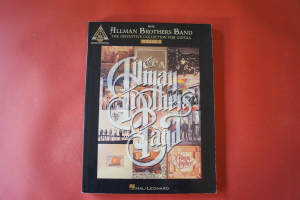 THE
ALLMAN BROTHERS BAND
THE DEFINITIVE COLLECTION FOR GUITAR
The
Allman
Brothers
Band
HAL•LEONARD